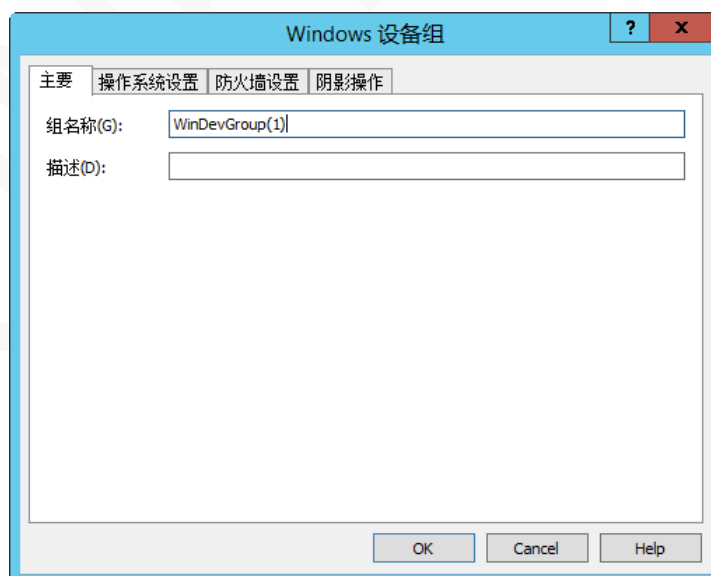 Windows 设备组
? x
主要 操作系统设置 防火墙设置 阴影操作
组名称(G): WinDevGroup(1)
描述(D):
OK Cancel Help